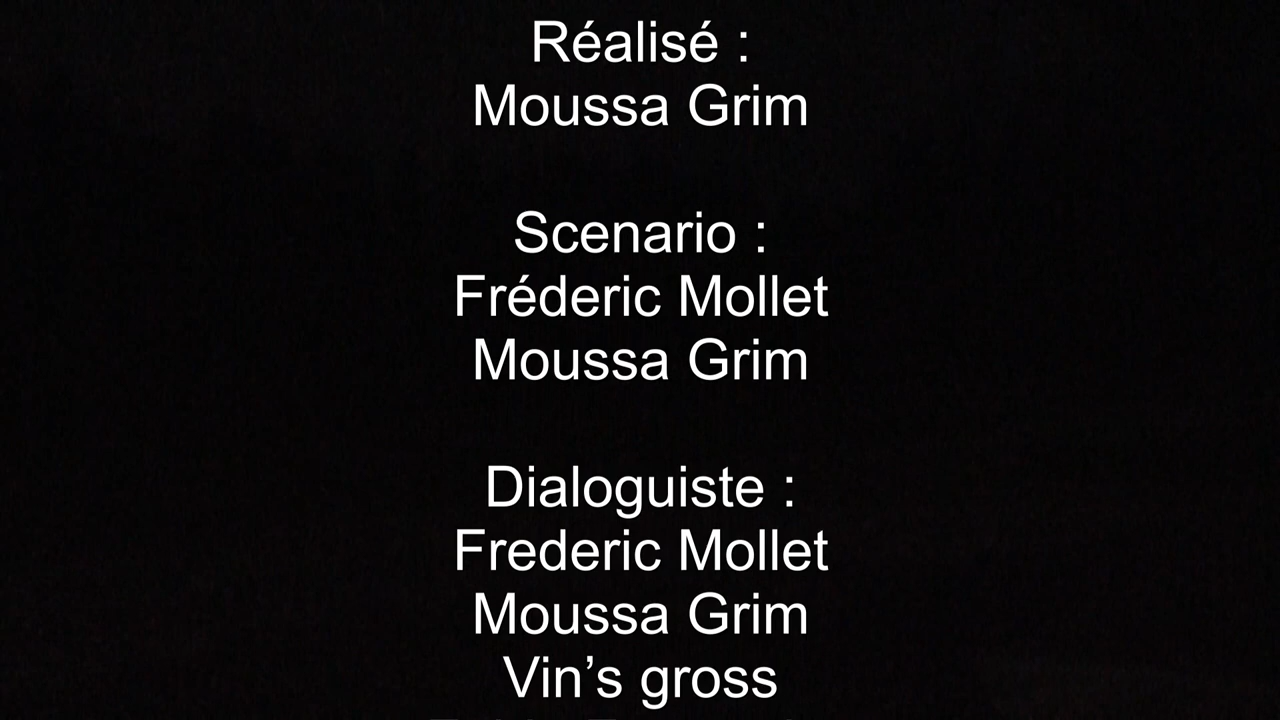 Réalisé :
Moussa Grim
Scenario :
Fréderic Mollet
Moussa Grim
Dialoguiste :
Frederic Mollet
Moussa Grim
Vin’s gross